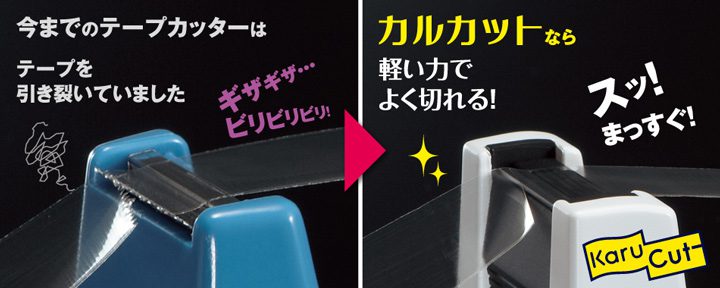 今までのテープカッターは
テープを
引き裂いていました
ギザギザ…
ビリビリビリ!
カルカットなら
軽い力で
よく切れる!
スッ!
まっすぐ!
Karu
Cut